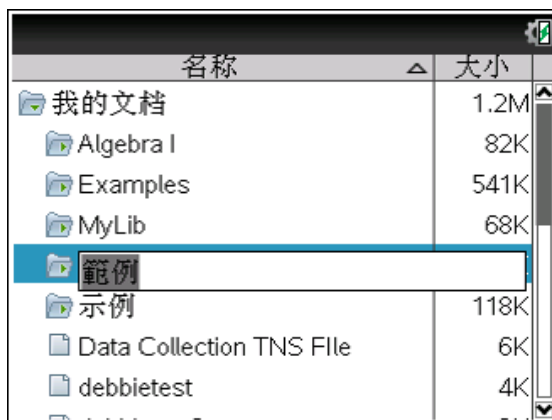 名称 大小
我的文档 1.2M
Algebra I 82K
Examples 541K
MyLib 68K
範例
示例 118K
Data Collection TNS FIle 6K
debbietest 4K